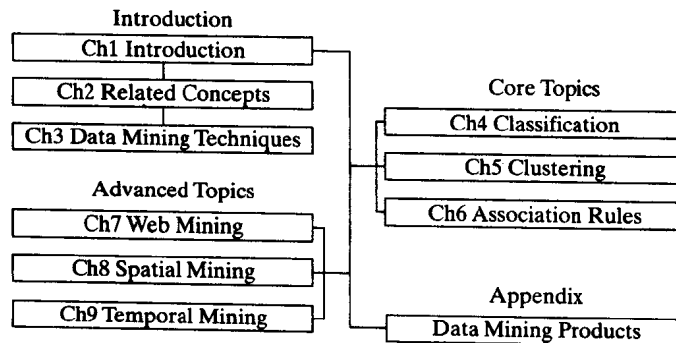 Introduction
Ch1 Introduction
Ch2 Related Concepts
Ch3 Data Mining Techniques
Advanced Topics
Ch7 Web Mining
Ch8 Spatial Mining
Ch9 Temporal Mining
Core Topics
Ch4 Classification
Ch5 Clustering
Ch6 Association Rules
Appendix
Data Mining Products